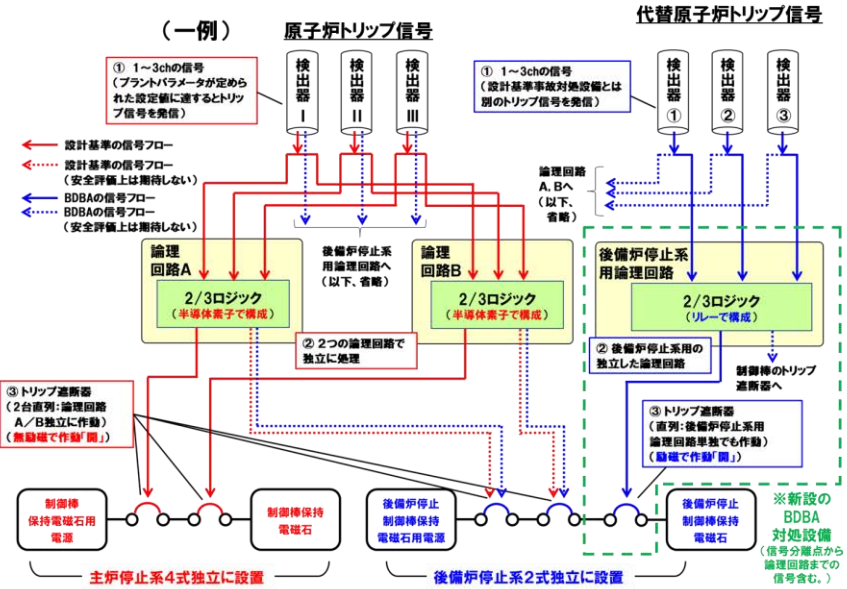 (一例)
原子炉トリップ信号
代替原子炉トリップ信号
① 1～3chの信号
(プラントパラメータが定めら
れた設定値に達するとトリッ
プ信号を発信)
検出器 I
検出器 II
検出器 III
① 1～3chの信号
(設計基準事故対処設備とは
別のトリップ信号を発信)
検出器 ①
検出器 ②
検出器 ③
設計基準の信号フロー
設計基準の信号フロー
(安全評価上は期待しない)
BDBAの信号フロー
BDBAの信号フロー
(安全評価上は期待しない)
論理回路
A,Bへ
(以下、
省略)
論理
回路A
後備炉停止系
用論理回路へ
(以下、省略)
論理
回路B
後備炉停止系
用論理回路
2/3ロジック
(半導体素子で構成)
2/3ロジック
(半導体素子で構成)
2/3ロジック
(リレーで構成)
② 2つの論理回路で
独立に処理
② 後備炉停止系用の
独立した論理回路
制御棒のトリップ
遮断器へ
③ トリップ遮断器
(2台直列:論理回路
A/B独立に作動)
(無励磁で作動「開」)
③ トリップ遮断器
(直列:後備炉停止系用
論理回路単独でも作動)
(励磁で作動「開」)
制御棒
保持電磁石用
電源
制御棒保持
電磁石
後備炉停止
制御棒保持
電磁石用電源
後備炉停止
制御棒保持
電磁石
※新設の
BDBA
対処設備
(信号分離点から
論理回路までの
信号含む。)
主炉停止系4式独立に設置
後備炉停止系2式独立に設置